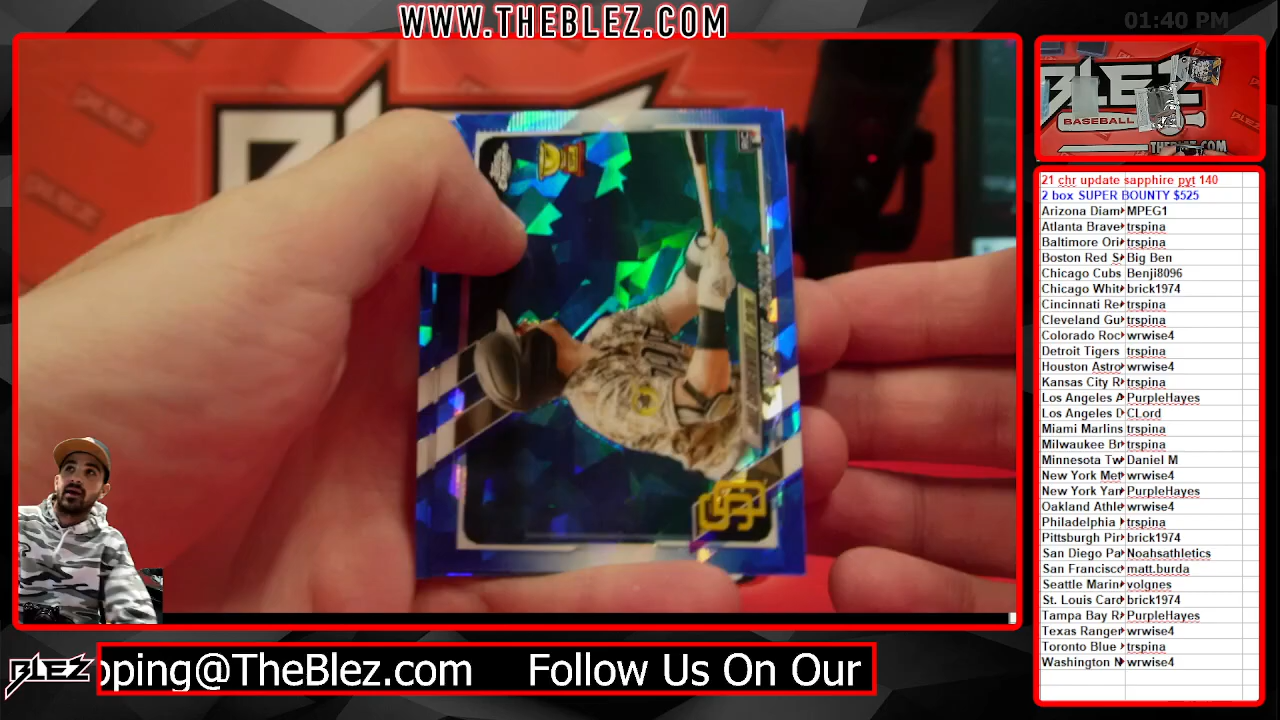 WWW.THEBLEZ.COM
01:40 PM
BLEZ
BASEBALL
21 chr update sapphire pyt 140
2 box SUPER BOUNTY $525
Arizona Diam MPEG1
Atlanta Brave trspina
Baltimore Ori trspina
Boston Red S Big Ben
Chicago Cubs Benji8096
Chicago Whit brick1974
Cincinnati Re trspina
Cleveland Gu trspina
Colorado Roc wrwise4
Detroit Tigers trspina
Houston Astro wrwise4
Kansas City R trspina
Los Angeles A PurpleHayes
Los Angeles D CLord
Miami Marlins trspina
Milwaukee Br trspina
Minnesota Tw Daniel M
New York Met wrwise4
New York Yan PurpleHayes
Oakland Athle wrwise4
Philadelphia trspina
Pittsburgh Pir brick1974
San Diego Pa Noahsathletics
San Francisc matt.burda
Seattle Marin volgnes
St. Louis Card brick1974
Tampa Bay R PurpleHayes
Texas Ranger wrwise4
Toronto Blue trspina
Washington N wrwise4
SD
BLEZ
pping@TheBlez.com Follow Us On Our